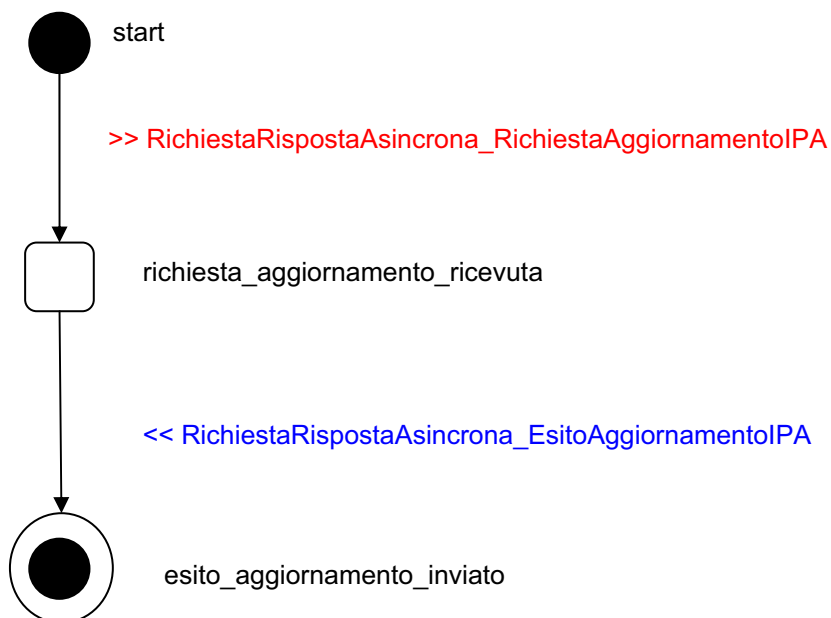 start
>> RichiestaRispostaAsincrona_RichiestaAggiornamentoIPA
richiesta_aggiornamento_ricevuta
<< RichiestaRispostaAsincrona_EsitoAggiornamentoIPA
esito_aggiornamento_inviato